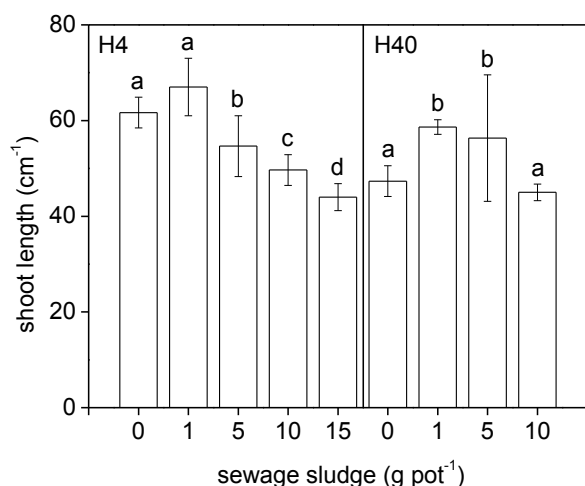 80
60
40
20
0
shoot length (cm⁻¹)
H4
H40
a
a
b
c
d
a
b
b
a
0 1 5 10 15 0 1 5 10
sewage sludge (g pot⁻¹)